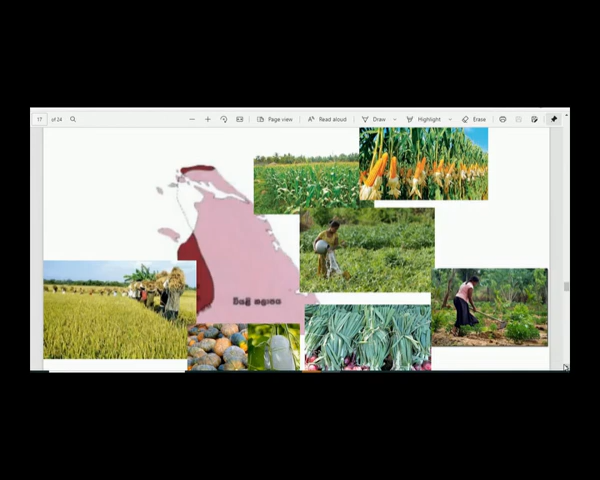 17 of 24
Page view
Read aloud
Draw
Highlight
Erase